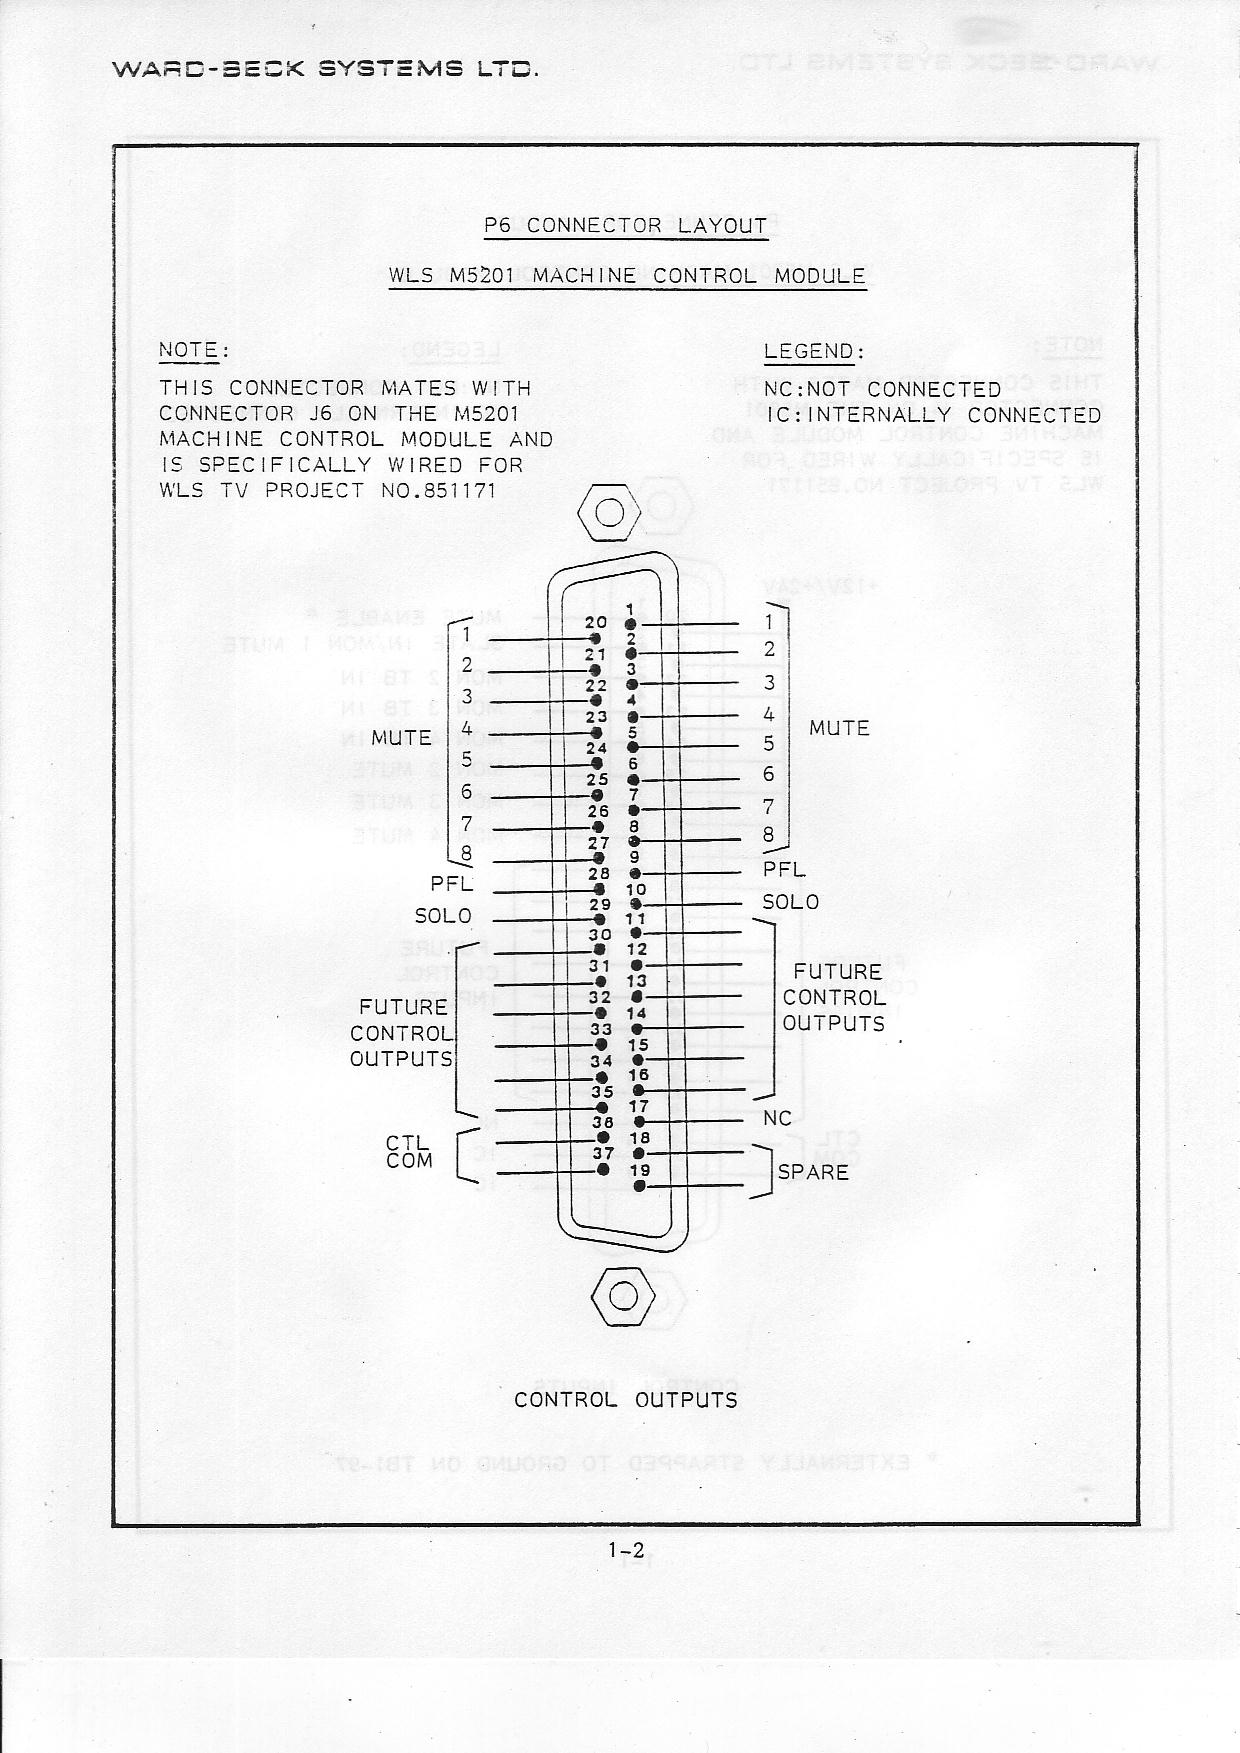 WARD-BECK SYSTEMS LTD.
P6 CONNECTOR LAYOUT
WLS M5201 MACHINE CONTROL MODULE
NOTE:
THIS CONNECTOR MATES WITH
CONNECTOR J6 ON THE M5201
MACHINE CONTROL MODULE AND
IS SPECIFICALLY WIRED FOR
WLS TV PROJECT NO.851171
LEGEND:
NC:NOT CONNECTED
IC:INTERNALLY CONNECTED
MUTE
1
2
3
4
5
6
7
8
PFL
SOLO
FUTURE
CONTROL
OUTPUTS
CTL
COM
20
21
22
23
24
25
26
27
28
29
30
31
32
33
34
35
36
37
1
2
3
4
5
6
7
8
9
10
11
12
13
14
15
16
17
18
19
1
2
3
4
5
6
7
8
MUTE
PFL
SOLO
FUTURE
CONTROL
OUTPUTS
NC
SPARE
CONTROL OUTPUTS
1-2